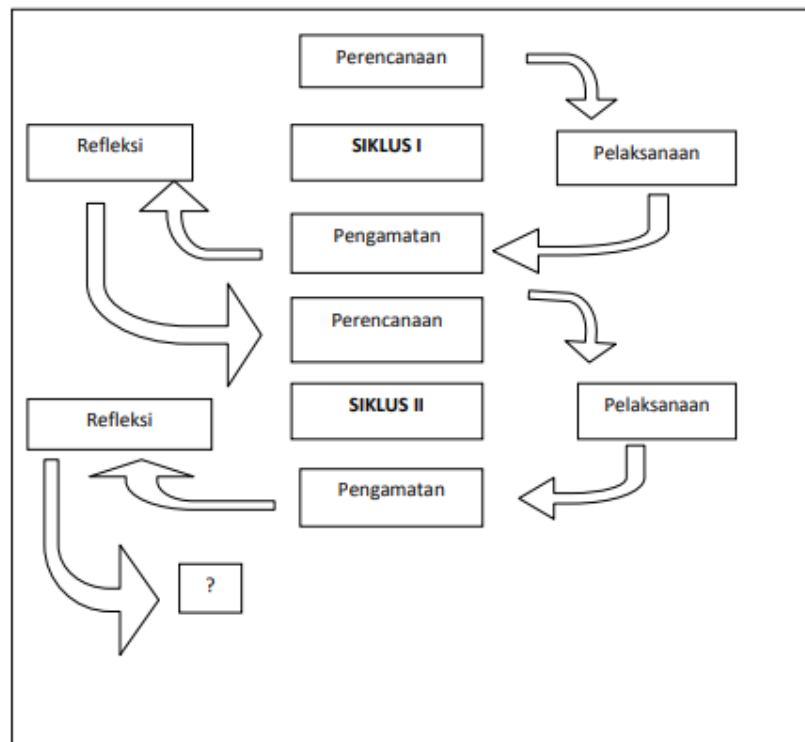 Perencanaan
Refleksi
SIKLUS I
Pelaksanaan
Pengamatan
Perencanaan
Refleksi
SIKLUS II
Pelaksanaan
Pengamatan
?